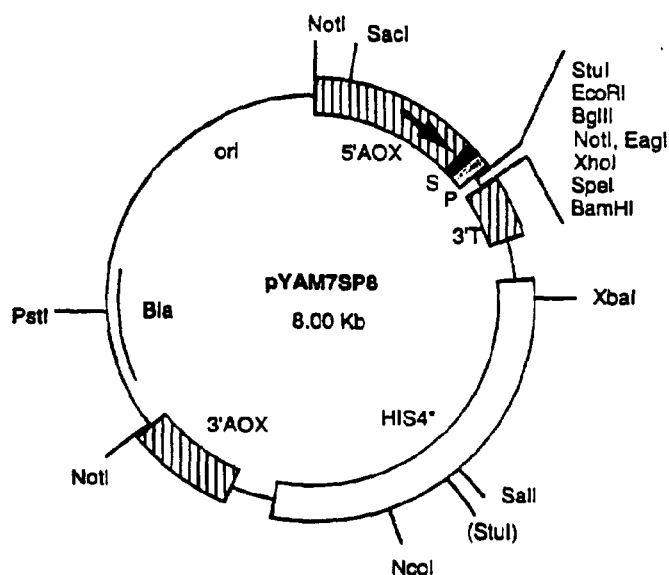 NotI
SacI
StuI
EcoRI
BglII
NotI, EagI
XhoI
SpeI
BamHI
5'AOX
S
P
3'T
ori
pYAM7SP8
8.00 Kb
XbaI
PstI
Bla
HIS4*
3'AOX
NotI
SalI
(StuI)
NcoI